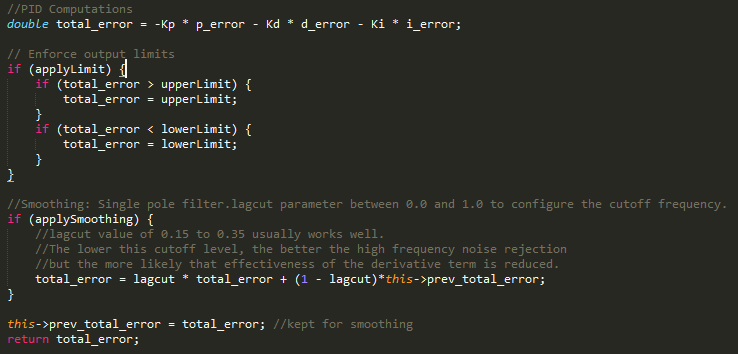 //PID Computations
double total_error = -Kp * p_error - Kd * d_error - Ki * i_error;
// Enforce output limits
if (applyLimit) {
if (total_error > upperLimit) {
total_error = upperLimit;
}
if (total_error < lowerLimit) {
total_error = lowerLimit;
}
}
//Smoothing: Single pole filter.lagcut parameter between 0.0 and 1.0 to configure the cutoff frequency.
if (applySmoothing) {
//lagcut value of 0.15 to 0.35 usually works well.
//The lower this cutoff level, the better the high frequency noise rejection
//but the more likely that effectiveness of the derivative term is reduced.
total_error = lagcut * total_error + (1 - lagcut)*this->prev_total_error;
}
this->prev_total_error = total_error; //kept for smoothing
return total_error;